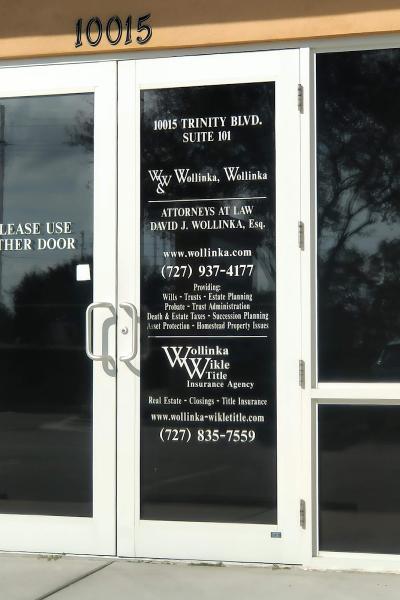 10015
10015 TRINITY BLVD.
SUITE 101
W&W Wollinka, Wollinka
ATTORNEYS AT LAW
DAVID J. WOLLINKA, Esq.
www.wollinka.com
(727) 937-4177
Providing:
Wills - Trusts - Estate Planning
Probate - Trust Administration
Death & Estate Taxes - Succession Planning
Asset Protection - Homestead Property Issues
LEASE USE
THER DOOR
Wollinka
Wikle
Title
Insurance Agency
Real Estate - Closings - Title Insurance
www.wollinka-wikletitle.com
(727) 835-7559